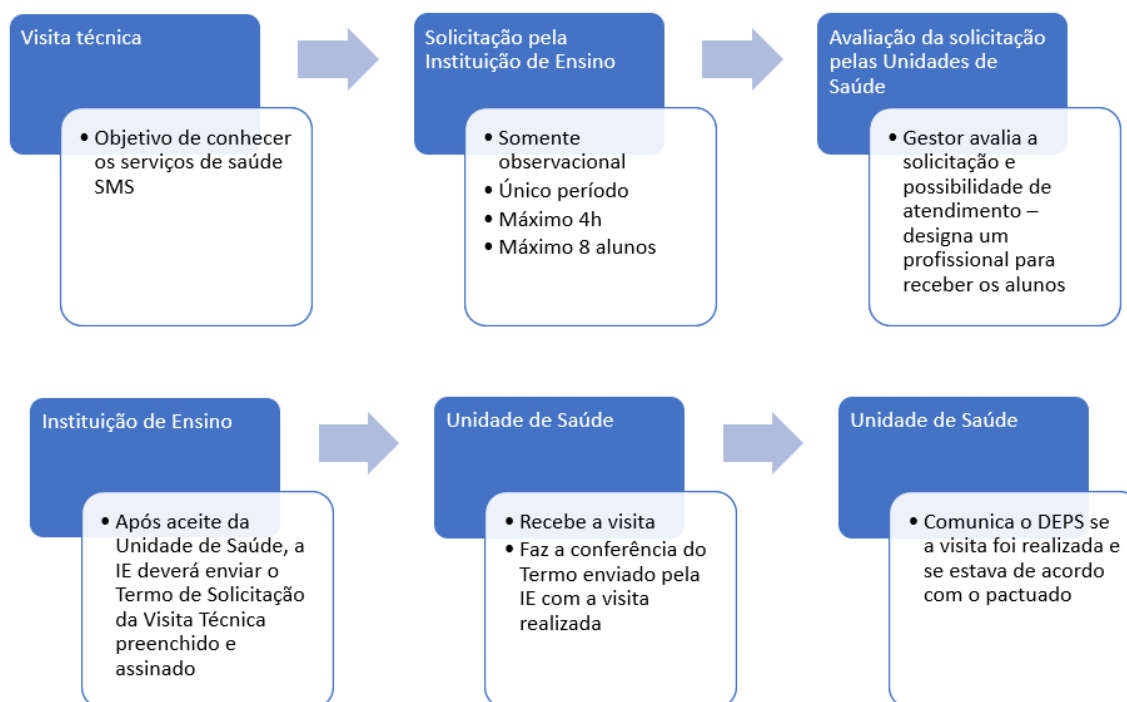 Visita técnica
• Objetivo de conhecer
os serviços de saúde
SMS
Solicitação pela
Instituição de Ensino
• Somente
observacional
• Único período
• Máximo 4h
• Máximo 8 alunos
Avaliação da solicitação
pelas Unidades de
Saúde
• Gestor avalia a
solicitação e
possibilidade de
atendimento –
designa um
profissional para
receber os alunos
Instituição de Ensino
• Após aceite da
Unidade de Saúde, a
IE deverá enviar o
Termo de Solicitação
da Visita Técnica
preenchido e
assinado
Unidade de Saúde
• Recebe a visita
• Faz a conferência do
Termo enviado pela
IE com a visita
realizada
Unidade de Saúde
• Comunica o DEPS se
a visita foi realizada e
se estava de acordo
com o pactuado